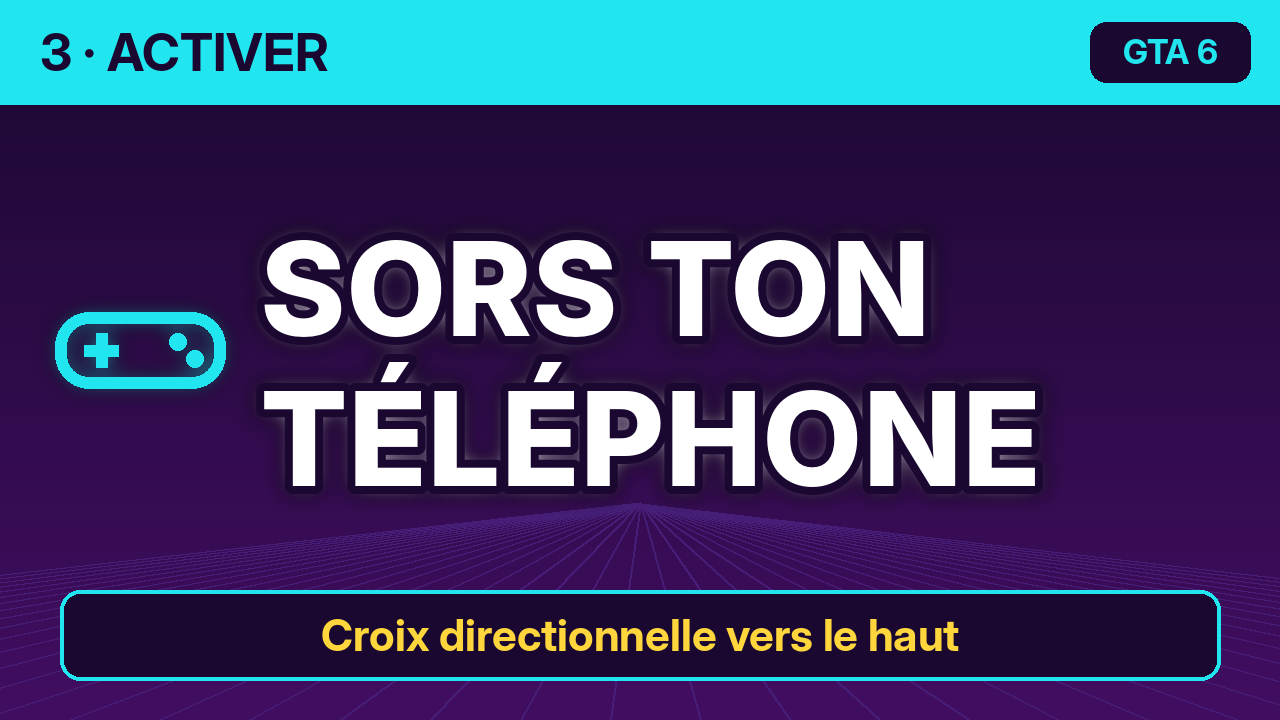 3 · ACTIVER
GTA 6
SORS TON
TÉLÉPHONE
Croix directionnelle vers le haut